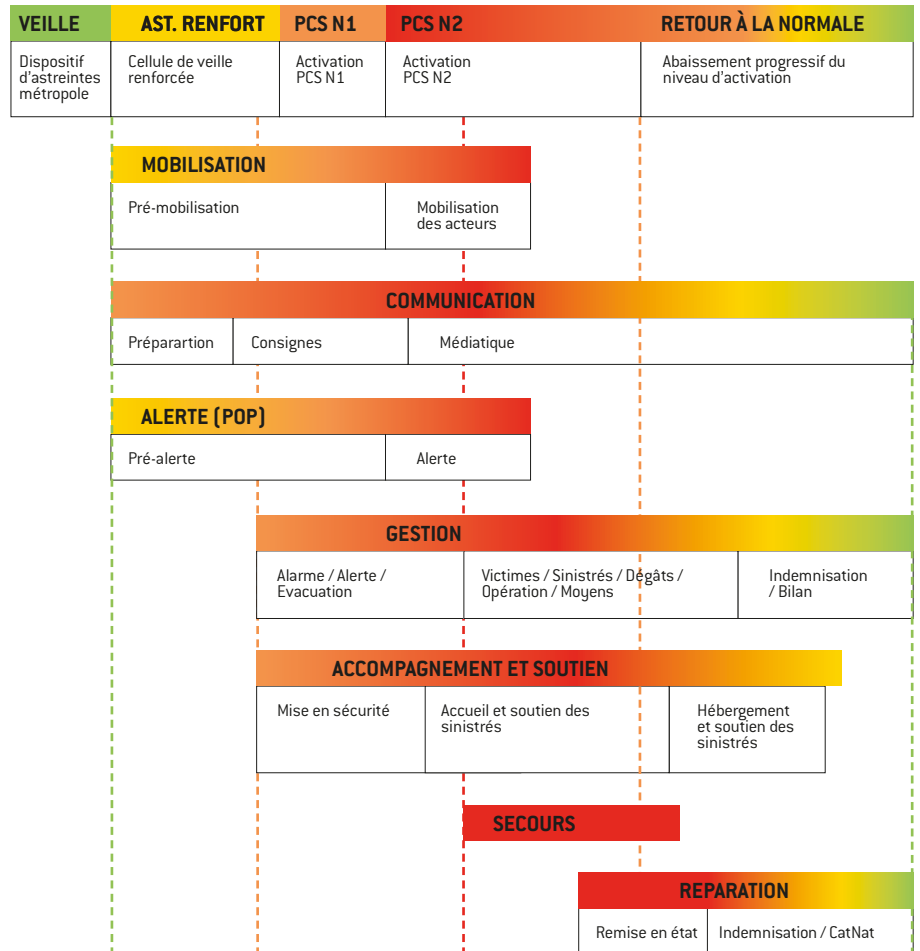 VEILLE
AST. RENFORT
PCS N1
PCS N2
RETOUR À LA NORMALE
Dispositif
d'astreintes
métropole
Cellule de veille
renforcée
Activation
PCS N1
Activation
PCS N2
Abaissement progressif du
niveau d'activation
MOBILISATION
Pré-mobilisation
Mobilisation
des acteurs
COMMUNICATION
Préparartion
Consignes
Médiatique
ALERTE (POP)
Pré-alerte
Alerte
GESTION
Alarme / Alerte /
Evacuation
Victimes / Sinistrés / Dégâts /
Opération / Moyens
Indemnisation
/ Bilan
ACCOMPAGNEMENT ET SOUTIEN
Mise en sécurité
Accueil et soutien des
sinistrés
Hébergement
et soutien des
sinistrés
SECOURS
REPARATION
Remise en état
Indemnisation / CatNat